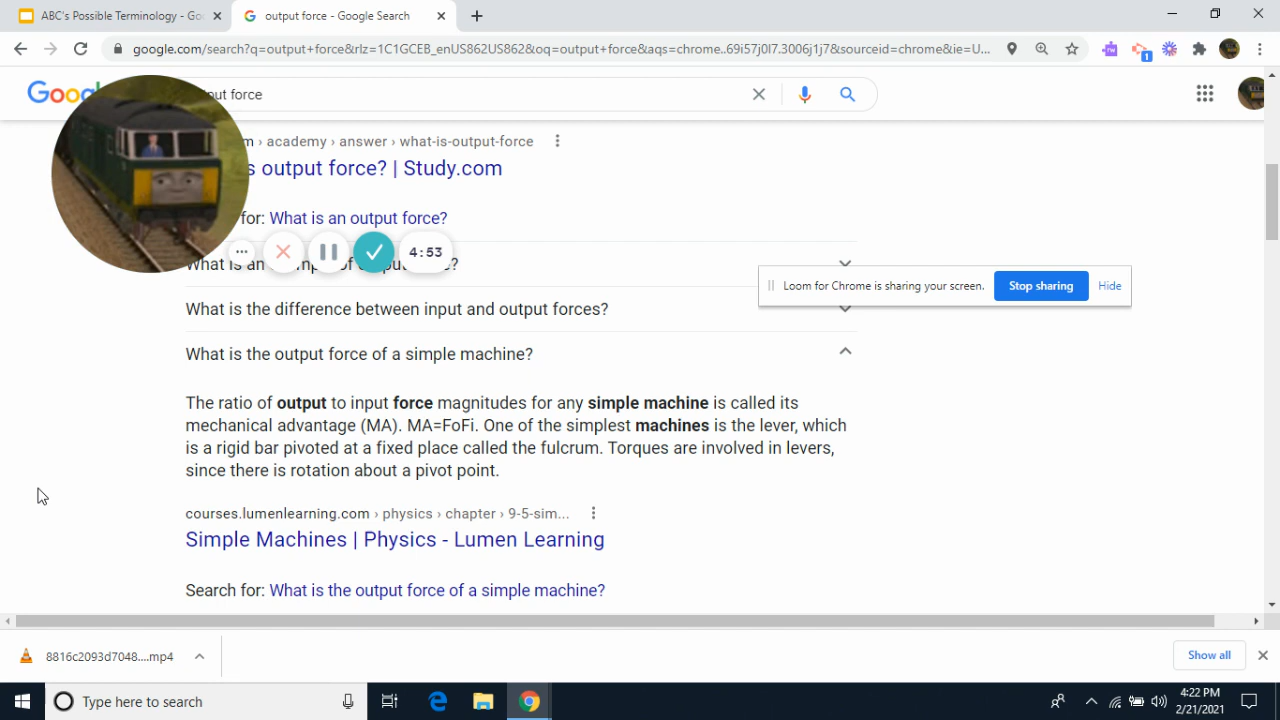 ABC's Possible Terminology - Go
output force - Google Search
google.com/search?q=output+force&rlz=1C1GCEB_enUS862US862&oq=output+force&aqs=chrome..69i57j0l7.3006j1j7&sourceid=chrome&ie=U...
1
Goog
put force
m › academy › answer › what-is-output-force
s output force? | Study.com
for: What is an output force?
4:53
What is an of put ?
Loom for Chrome is sharing your screen.
Stop sharing
Hide
What is the difference between input and output forces?
What is the output force of a simple machine?
The ratio of output to input force magnitudes for any simple machine is called its
mechanical advantage (MA). MA=FoFi. One of the simplest machines is the lever, which
is a rigid bar pivoted at a fixed place called the fulcrum. Torques are involved in levers,
since there is rotation about a pivot point.
courses.lumenlearning.com › physics › chapter › 9-5-sim...
Simple Machines | Physics - Lumen Learning
Search for: What is the output force of a simple machine?
8816c2093d7048....mp4
Show all
Type here to search
4:22 PM
2/21/2021